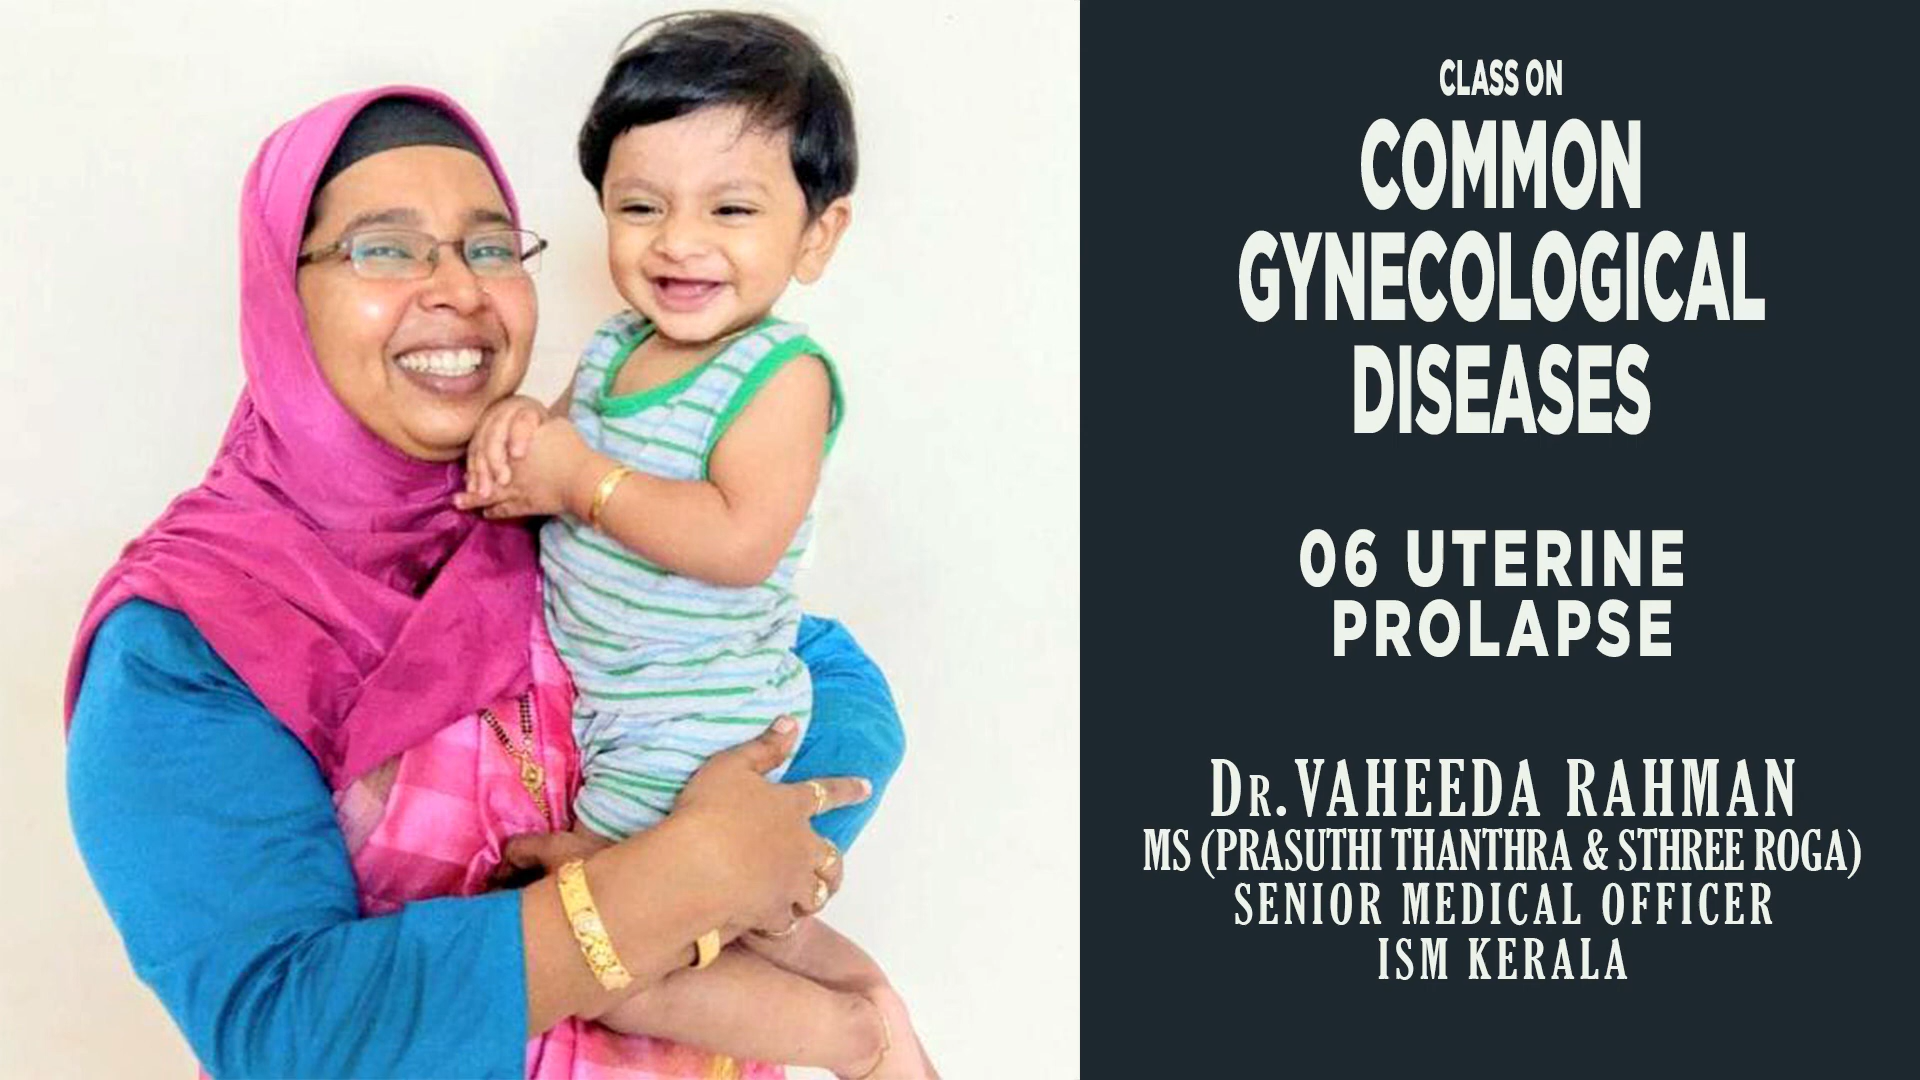 CLASS ON
COMMON
GYNECOLOGICAL
DISEASES
06 UTERINE
PROLAPSE
DR.VAHEEDA RAHMAN
MS (PRASUTHI THANTHRA & STHREE ROGA)
SENIOR MEDICAL OFFICER
ISM KERALA